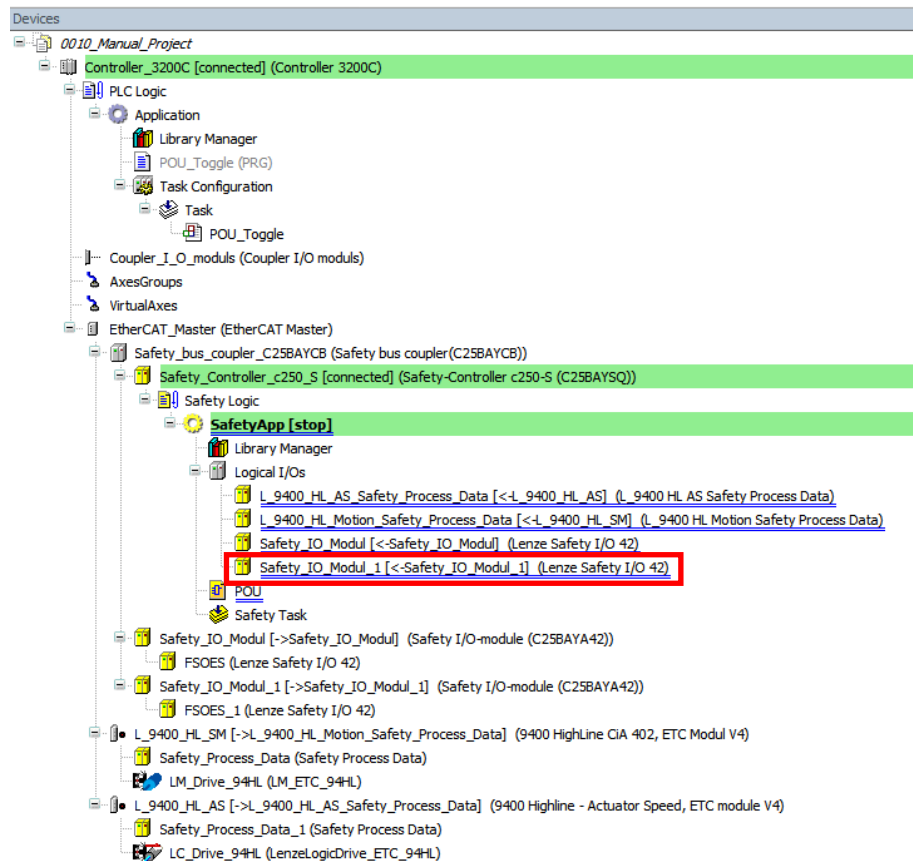 Devices
0010_Manual_Project
Controller_3200C [connected] (Controller 3200C)
PLC Logic
Application
Library Manager
POU_Toggle (PRG)
Task Configuration
Task
POU_Toggle
Coupler_I_O_moduls (Coupler I/O moduls)
AxesGroups
VirtualAxes
EtherCAT_Master (EtherCAT Master)
Safety_bus_coupler_C25BAYCB (Safety bus coupler(C25BAYCB))
Safety_Controller_c250_S [connected] (Safety-Controller c250-S (C25BAYSQ))
Safety Logic
SafetyApp [stop]
Library Manager
Logical I/Os
L_9400_HL_AS_Safety_Process_Data [<-L_9400_HL_AS] (L_9400 HL AS Safety Process Data)
L_9400_HL_Motion_Safety_Process_Data [<-L_9400_HL_SM] (L_9400 HL Motion Safety Process Data)
Safety_IO_Modul [<-Safety_IO_Modul] (Lenze Safety I/O 42)
Safety_IO_Modul_1 [<-Safety_IO_Modul_1] (Lenze Safety I/O 42)
POU
Safety Task
Safety_IO_Modul [->Safety_IO_Modul] (Safety I/O-module (C25BAYA42))
FSOES (Lenze Safety I/O 42)
Safety_IO_Modul_1 [->Safety_IO_Modul_1] (Safety I/O-module (C25BAYA42))
FSOES_1 (Lenze Safety I/O 42)
L_9400_HL_SM [->L_9400_HL_Motion_Safety_Process_Data] (9400 HighLine CiA 402, ETC Modul V4)
Safety_Process_Data (Safety Process Data)
LM_Drive_94HL (LM_ETC_94HL)
L_9400_HL_AS [->L_9400_HL_AS_Safety_Process_Data] (9400 Highline - Actuator Speed, ETC module V4)
Safety_Process_Data_1 (Safety Process Data)
LC_Drive_94HL (LenzeLogicDrive_ETC_94HL)